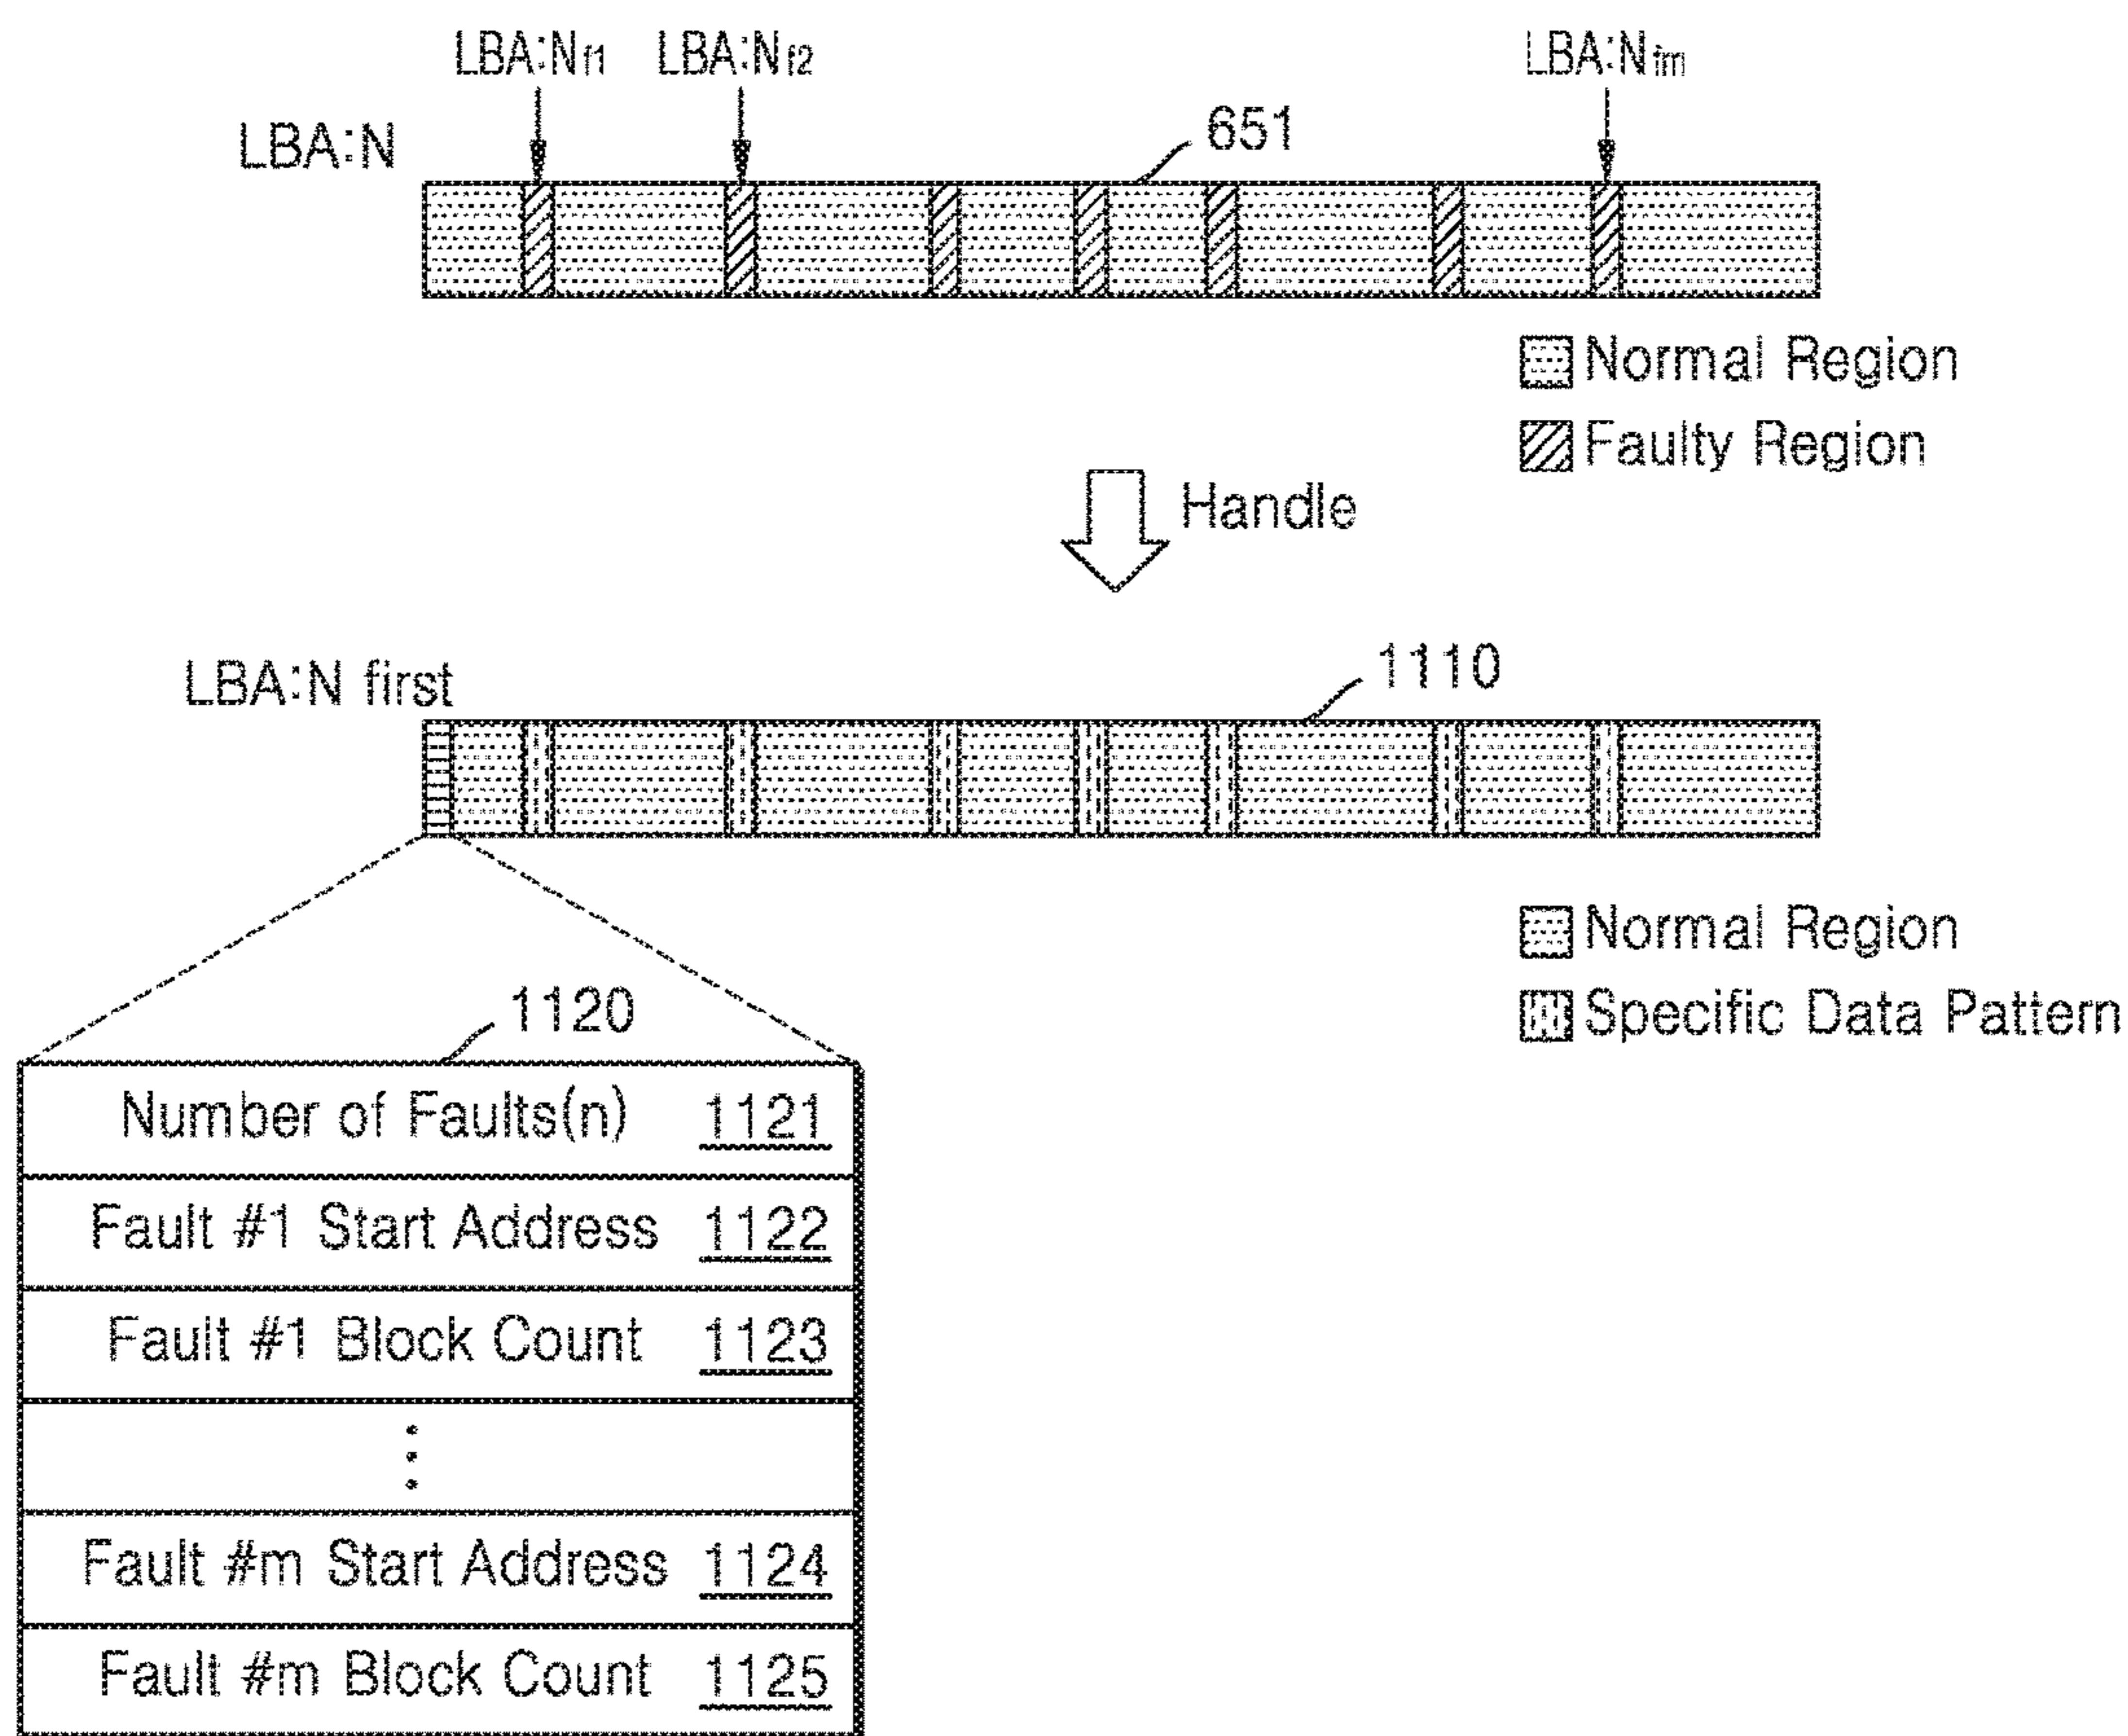 LBA:Nf1 LBA:Nf2 LBA:Nfm
LBA:N
651
Normal Region
Faulty Region
Handle
LBA:N first
1110
Normal Region
Specific Data Pattern
1120
Number of Faults(n) 1121
Fault #1 Start Address 1122
Fault #1 Block Count 1123
⋮
Fault #m Start Address 1124
Fault #m Block Count 1125